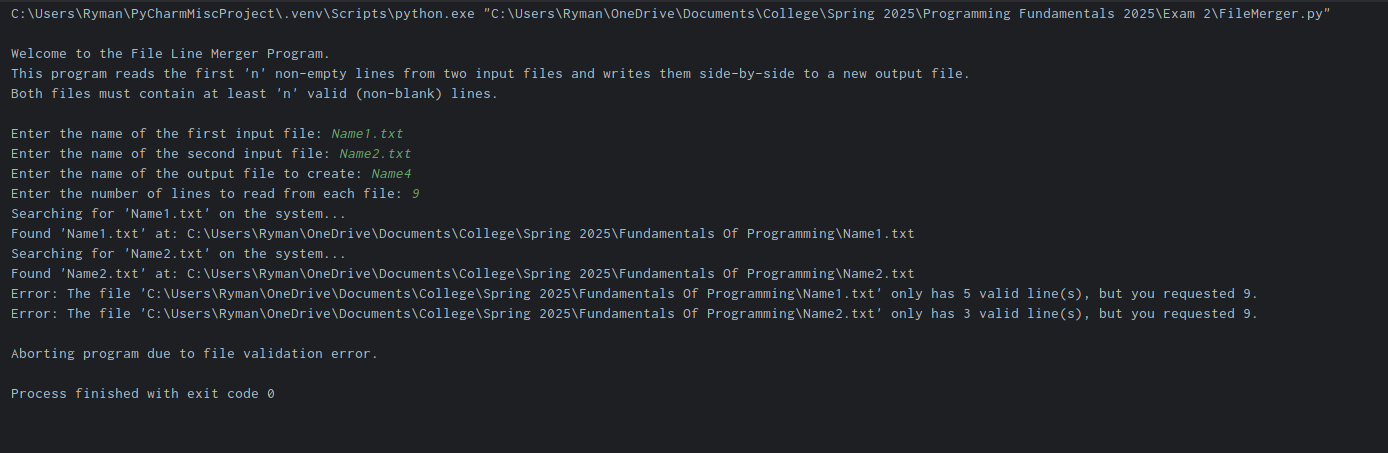 C:\Users\Ryman\PyCharmMiscProject\.venv\Scripts\python.exe "C:\Users\Ryman\OneDrive\Documents\College\Spring 2025\Programming Fundamentals 2025\Exam 2\FileMerger.py"
Welcome to the File Line Merger Program.
This program reads the first 'n' non-empty lines from two input files and writes them side-by-side to a new output file.
Both files must contain at least 'n' valid (non-blank) lines.
Enter the name of the first input file: Name1.txt
Enter the name of the second input file: Name2.txt
Enter the name of the output file to create: Name4
Enter the number of lines to read from each file: 9
Searching for 'Name1.txt' on the system...
Found 'Name1.txt' at: C:\Users\Ryman\OneDrive\Documents\College\Spring 2025\Fundamentals Of Programming\Name1.txt
Searching for 'Name2.txt' on the system...
Found 'Name2.txt' at: C:\Users\Ryman\OneDrive\Documents\College\Spring 2025\Fundamentals Of Programming\Name2.txt
Error: The file 'C:\Users\Ryman\OneDrive\Documents\College\Spring 2025\Fundamentals Of Programming\Name1.txt' only has 5 valid line(s), but you requested 9.
Error: The file 'C:\Users\Ryman\OneDrive\Documents\College\Spring 2025\Fundamentals Of Programming\Name2.txt' only has 3 valid line(s), but you requested 9.
Aborting program due to file validation error.
Process finished with exit code 0